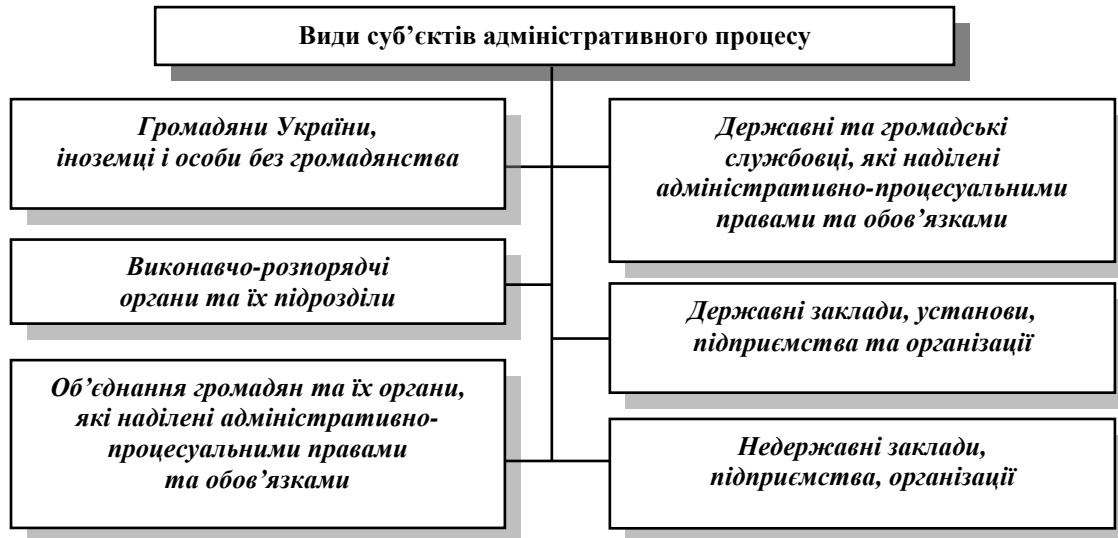 Види суб’єктів адміністративного процесу
Громадяни України,
іноземці і особи без громадянства
Виконавчо-розпорядчі
органи та їх підрозділи
Об’єднання громадян та їх органи,
які наділені адміністративно-
процесуальними правами
та обов’язками
Державні та громадські
службовці, які наділені
адміністративно-процесуальними
правами та обов’язками
Державні заклади, установи,
підприємства та організації
Недержавні заклади,
підприємства, організації